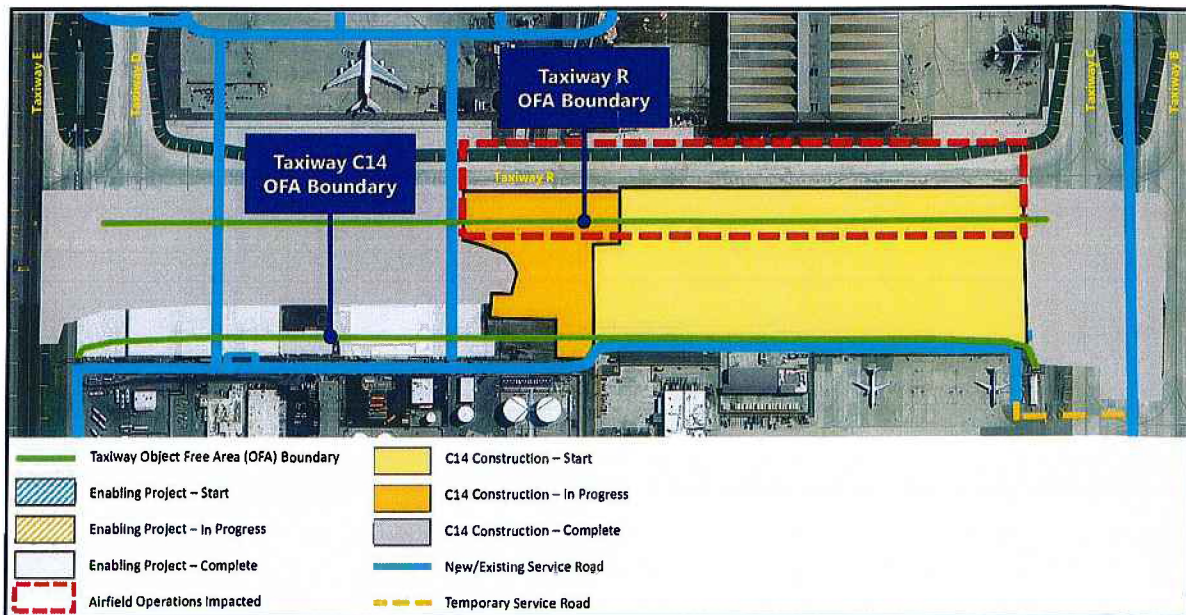 Taxiway E
Taxiway D
Taxiway R
OFA Boundary
Taxiway C
Taxiway B
Taxiway C14
OFA Boundary
Taxiway R
Taxiway Object Free Area (OFA) Boundary
Enabling Project – Start
Enabling Project – In Progress
Enabling Project – Complete
Airfield Operations Impacted
C14 Construction – Start
C14 Construction – In Progress
C14 Construction – Complete
New/Existing Service Road
Temporary Service Road